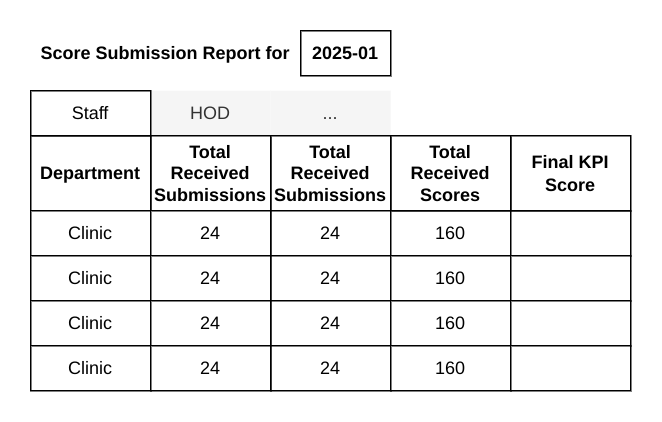 Score Submission Report for 2025-01
Staff HOD ...
Department Total Received Submissions Total Received Submissions Total Received Scores Final KPI Score
Clinic 24 24 160
Clinic 24 24 160
Clinic 24 24 160
Clinic 24 24 160